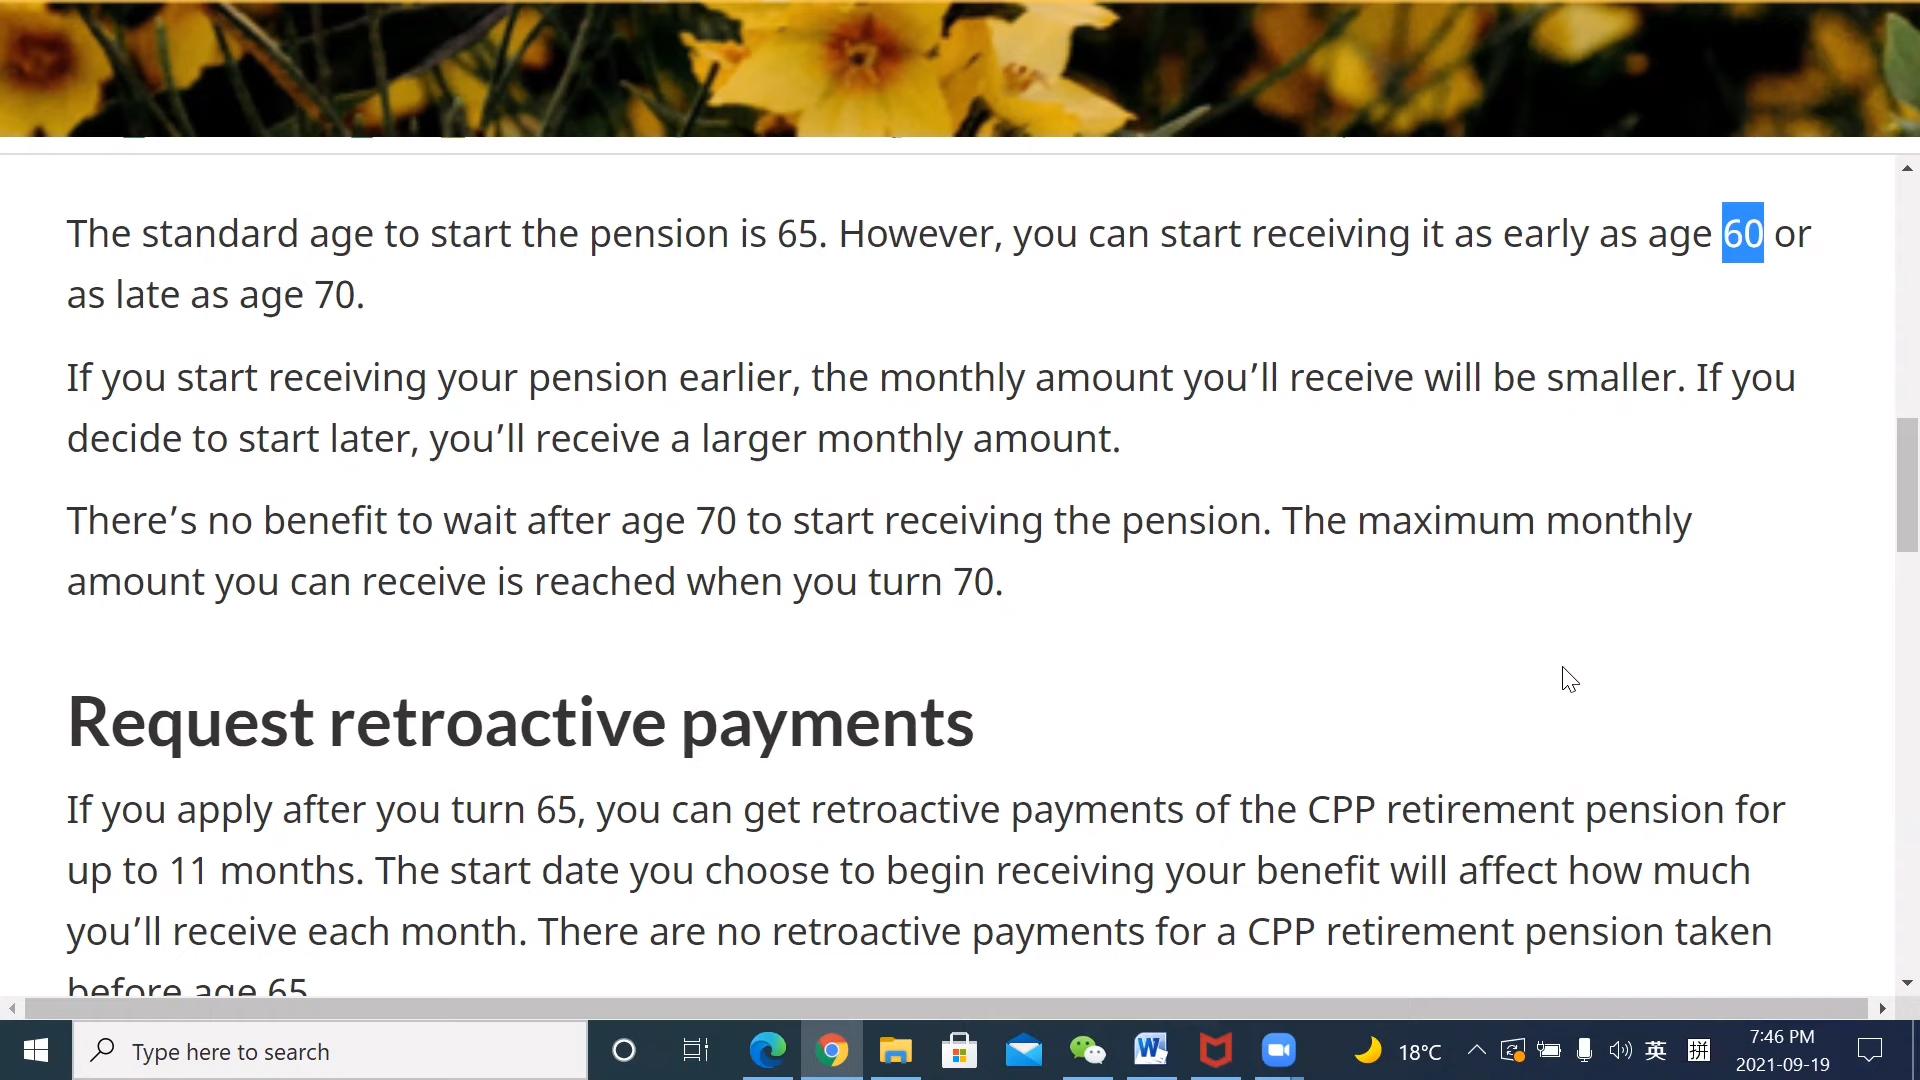 The standard age to start the pension is 65. However, you can start receiving it as early as age 60 or
as late as age 70.
If you start receiving your pension earlier, the monthly amount you’ll receive will be smaller. If you
decide to start later, you’ll receive a larger monthly amount.
There’s no benefit to wait after age 70 to start receiving the pension. The maximum monthly
amount you can receive is reached when you turn 70.
Request retroactive payments
If you apply after you turn 65, you can get retroactive payments of the CPP retirement pension for
up to 11 months. The start date you choose to begin receiving your benefit will affect how much
you’ll receive each month. There are no retroactive payments for a CPP retirement pension taken
before age 65
Type here to search
18°C
英
拼
7:46 PM
2021-09-19